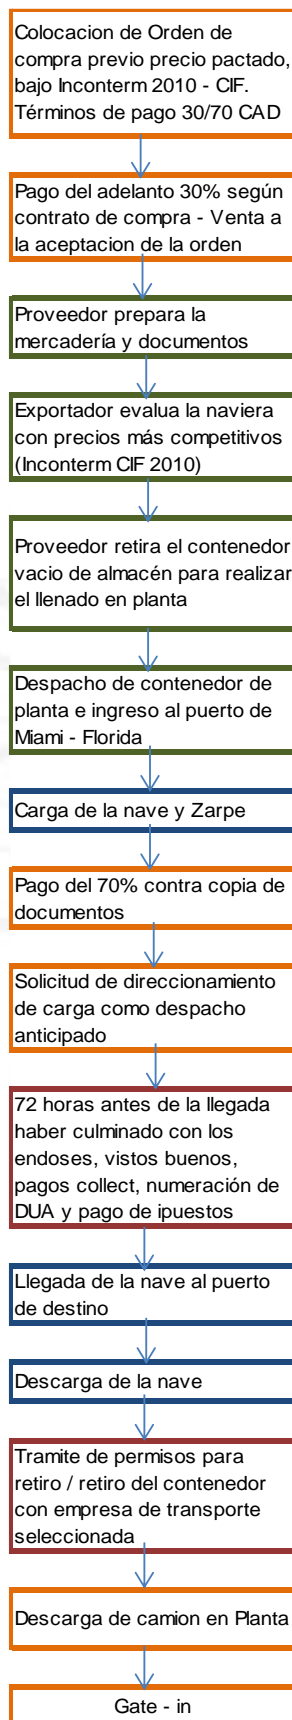 Colocacion de Orden de
compra previo precio pactado,
bajo Inconterm 2010 - CIF.
Términos de pago 30/70 CAD
Pago del adelanto 30% según
contrato de compra - Venta a
la aceptacion de la orden
Proveedor prepara la
mercadería y documentos
Exportador evalua la naviera
con precios más competitivos
(Inconterm CIF 2010)
Proveedor retira el contenedor
vacio de almacén para realizar
el llenado en planta
Despacho de contenedor de
planta e ingreso al puerto de
Miami - Florida
Carga de la nave y Zarpe
Pago del 70% contra copia de
documentos
Solicitud de direccionamiento
de carga como despacho
anticipado
72 horas antes de la llegada
haber culminado con los
endoses, vistos buenos,
pagos collect, numeración de
DUA y pago de ipuestos
Llegada de la nave al puerto
de destino
Descarga de la nave
Tramite de permisos para
retiro / retiro del contenedor
con empresa de transporte
seleccionada
Descarga de camion en Planta
Gate - in